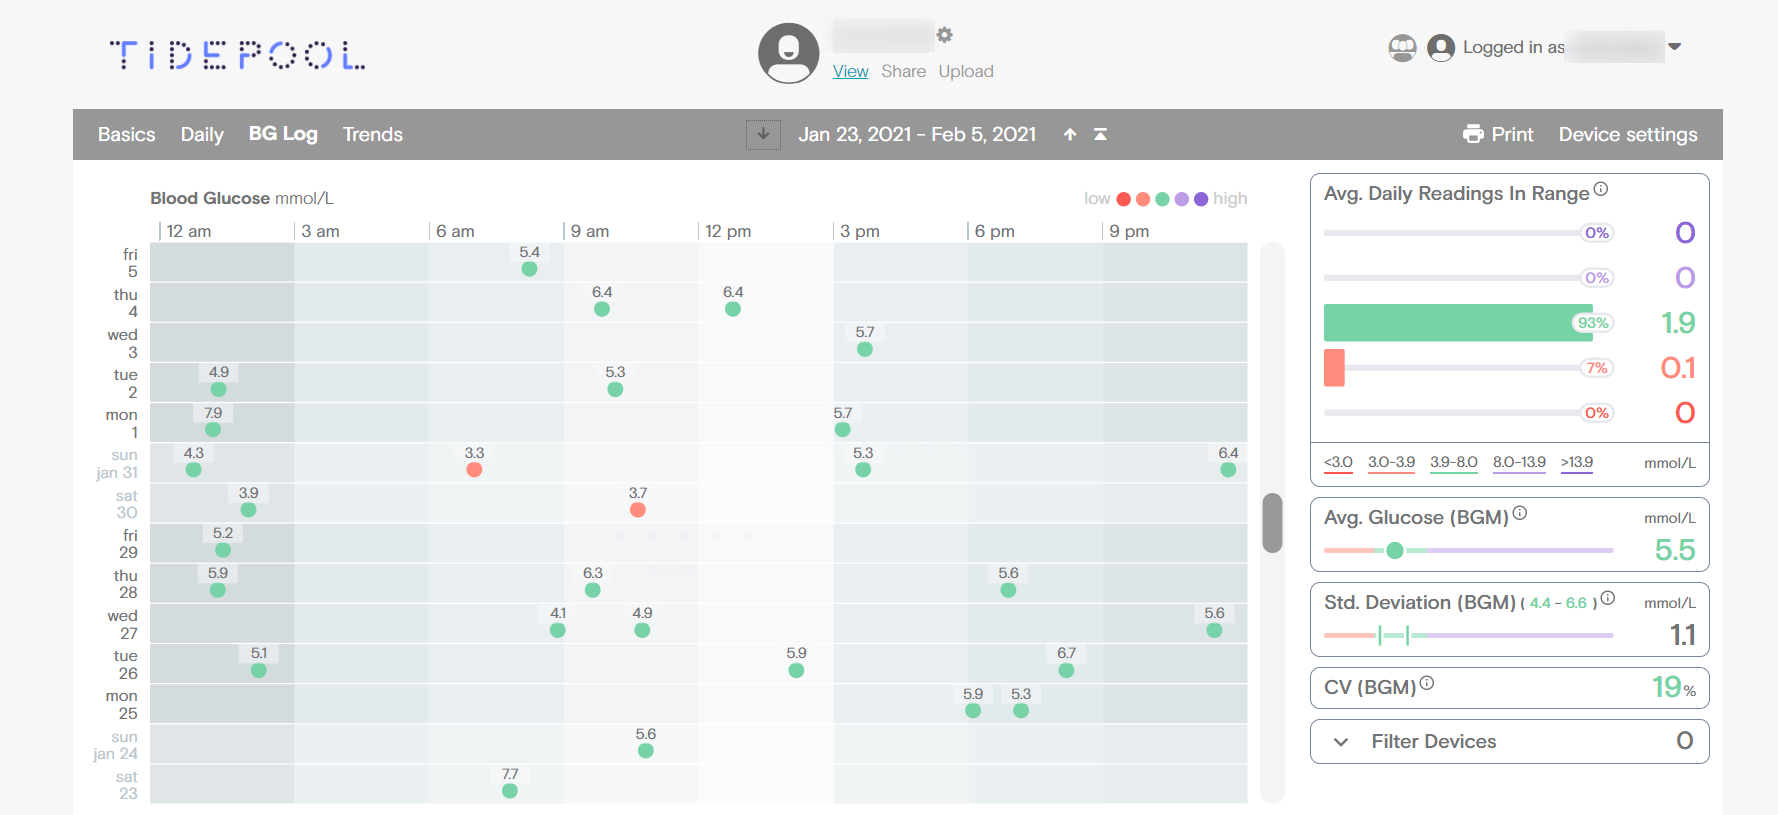 TIDEPOOL
View Share Upload
Logged in as
Basics Daily BG Log Trends
Jan 23, 2021 - Feb 5, 2021
Print Device settings
Blood Glucose mmol/L
low high
12 am 3 am 6 am 9 am 12 pm 3 pm 6 pm 9 pm
fri
5
5.4
thu
4
6.4 6.4
wed
3
5.7
tue
2
4.9 5.3
mon
1
7.9 5.7
sun
jan 31
4.3 3.3 5.3 6.4
sat
30
3.9 3.7
fri
29
5.2
thu
28
5.9 6.3 5.6
wed
27
4.1 4.9 5.6
tue
26
5.1 5.9 6.7
mon
25
5.9 5.3
sun
jan 24
5.6
sat
23
7.7
Avg. Daily Readings In Range
0% 0
0% 0
93% 1.9
7% 0.1
0% 0
<3.0 3.0-3.9 3.9-8.0 8.0-13.9 >13.9 mmol/L
Avg. Glucose (BGM) mmol/L
5.5
Std. Deviation (BGM) ( 4.4 - 6.6 ) mmol/L
1.1
CV (BGM) 19%
Filter Devices 0